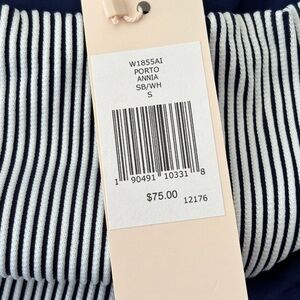 W1855AI
PORTO
ANNIA
SB/WH
S
1 90491 10331 8
$75.00 12176